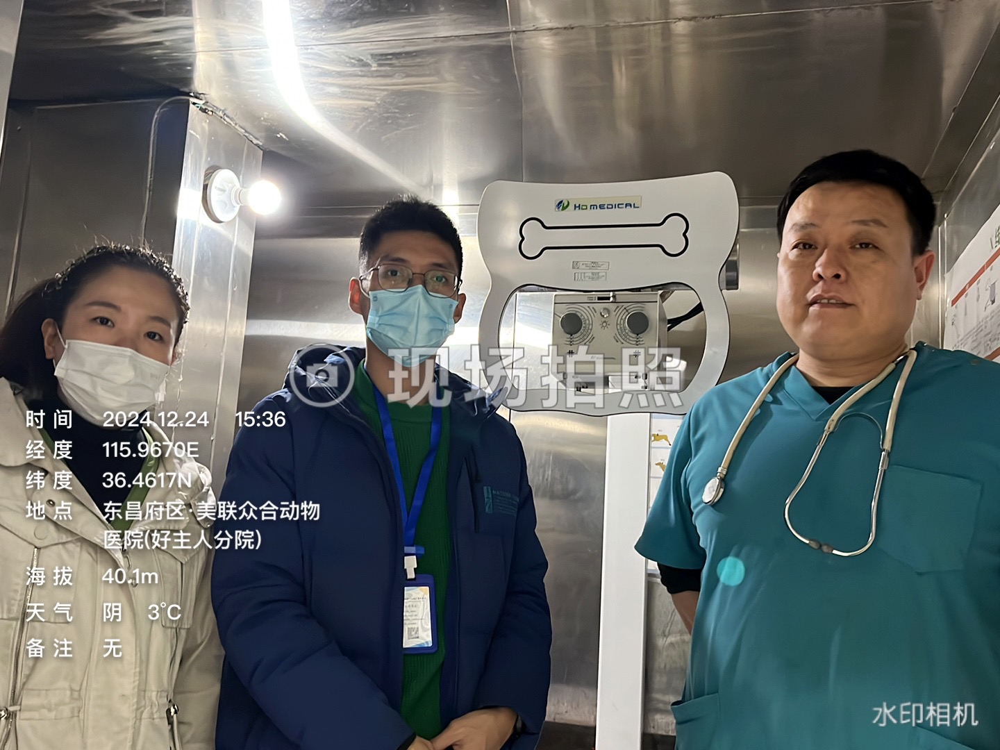 HD MEDICAL
现场拍照
时间 2024.12.24 15:36
经度 115.9670E
纬度 36.4617N
地点 东昌府区·美联众合动物
医院(好主人分院)
海拔 40.1m
天气 阴 3℃
备注 无
水印相机